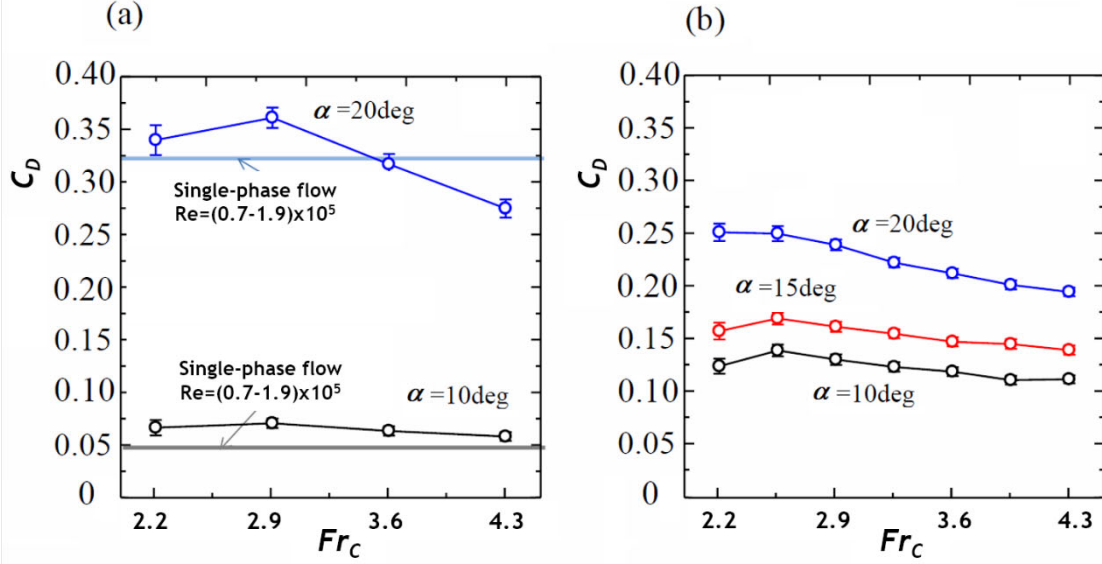 (a)
0.40
0.35
0.30
0.25
0.20
0.15
0.10
0.05
0
C_D
α =20deg
Single-phase flow
Re=(0.7-1.9)x10⁵
Single-phase flow
Re=(0.7-1.9)x10⁵
α =10deg
2.2 2.9 3.6 4.3
Fr_C
(b)
0.40
0.35
0.30
0.25
0.20
0.15
0.10
0.05
0
C_D
α =20deg
α =15deg
α =10deg
2.2 2.9 3.6 4.3
Fr_C